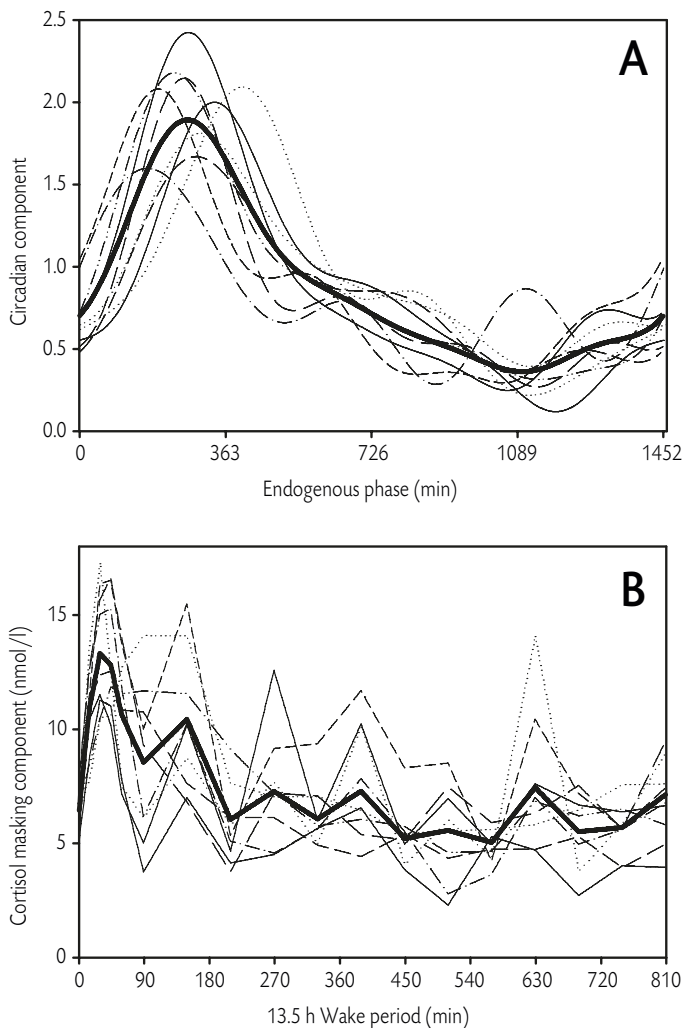 2.5
2.0
1.5
1.0
0.5
0.0
Circadian component
A
0 363 726 1089 1452
Endogenous phase (min)
15
10
5
0
Cortisol masking component (nmol/l)
B
0 90 180 270 360 450 540 630 720 810
13.5 h Wake period (min)